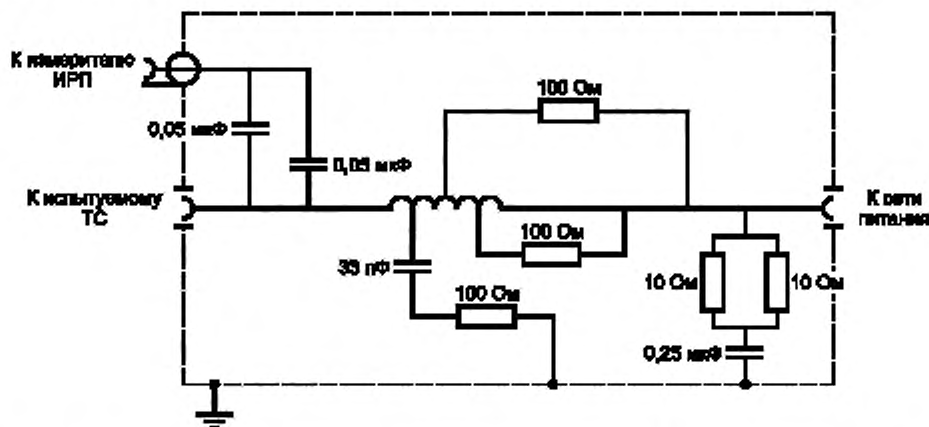 К измерителю
ИРП
100 Ом
0,05 мкФ
0,05 мкФ
К испытуемому
ТС
К сети
питания
100 Ом
33 пФ
10 Ом
10 Ом
100 Ом
0,25 мкФ